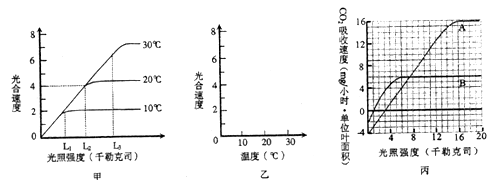 光合速度
8
6
4
2
0
30℃
20℃
10℃
L₁ L₂ L₃
光照强度（千勒克司）
甲
光合速度
8
6
4
2
0
10 20 30
温度（℃）
乙
CO₂吸收速度（mg/小时·单位叶面积）
16
12
8
4
0
-4
A
B
4 8 12 16 20
光照强度（千勒克司）
丙